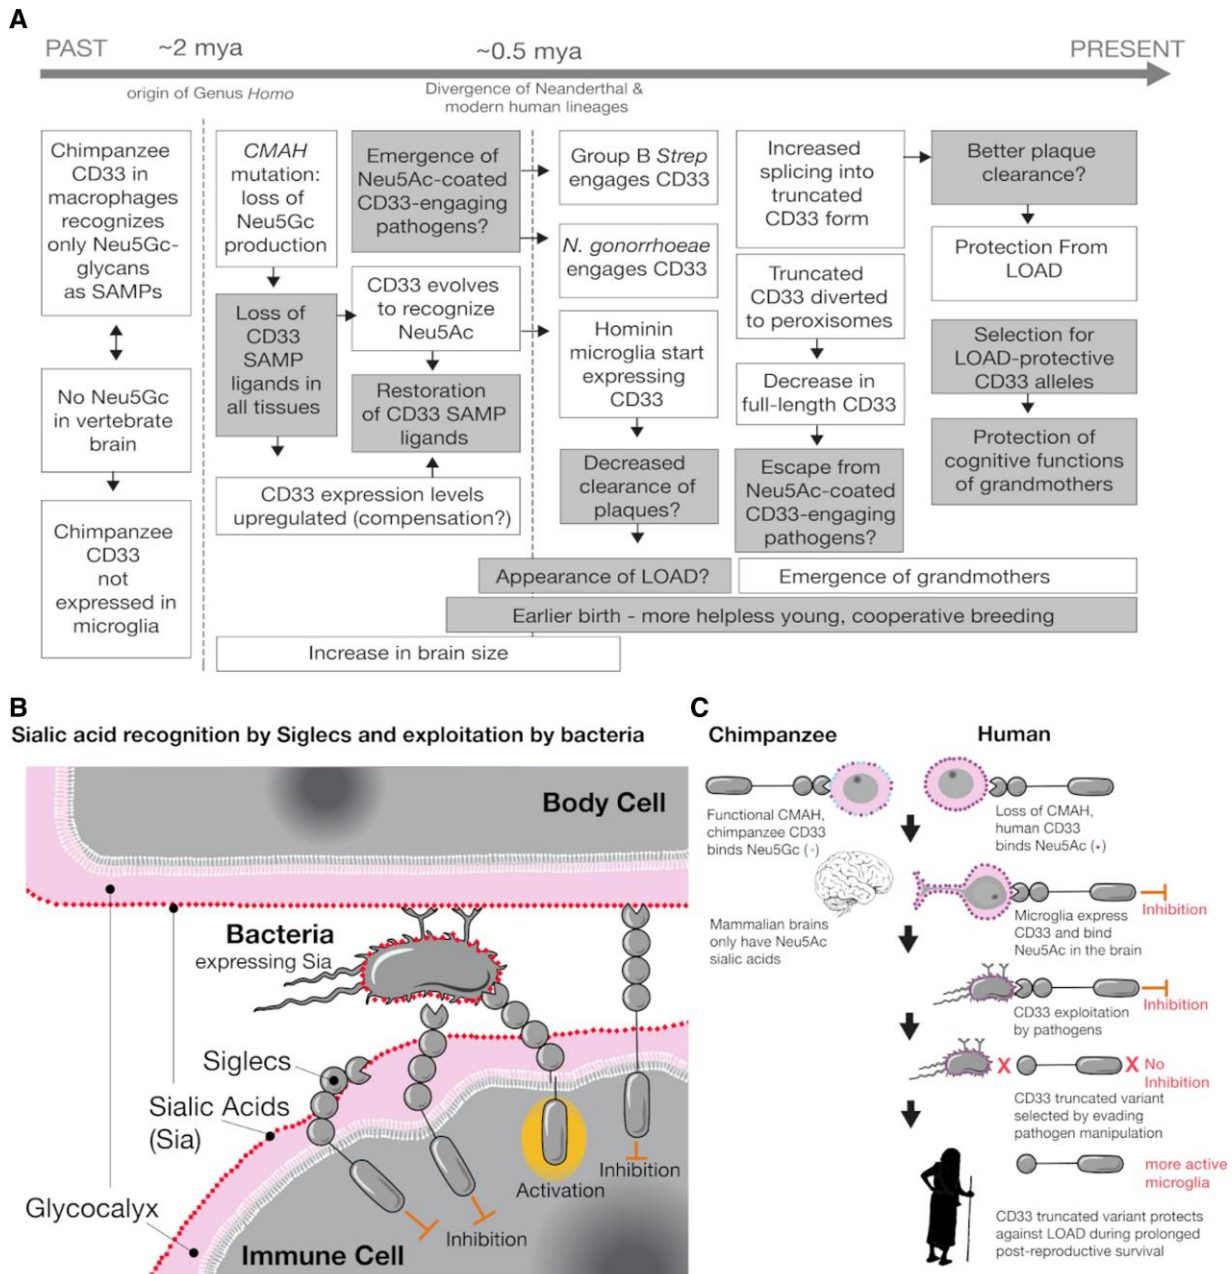 A
PAST
~2 mya
~0.5 mya
PRESENT
origin of Genus Homo
Divergence of Neanderthal &
modern human lineages
Chimpanzee
CD33 in
macrophages
recognizes
only Neu5Gc-
glycans
as SAMPs
No Neu5Gc
in vertebrate
brain
Chimpanzee
CD33
not
expressed in
microglia
CMAH
mutation:
loss of
Neu5Gc
production
Loss of
CD33
SAMP
ligands in
all tissues
Emergence of
Neu5Ac-coated
CD33-engaging
pathogens?
CD33 evolves
to recognize
Neu5Ac
Restoration
of CD33 SAMP
ligands
CD33 expression levels
upregulated (compensation?)
Group B Strep
engages CD33
N. gonorrhoeae
engages CD33
Hominin
microglia start
expressing
CD33
Decreased
clearance of
plaques?
Increased
splicing into
truncated
CD33 form
Truncated
CD33 diverted
to peroxisomes
Decrease in
full-length CD33
Escape from
Neu5Ac-coated
CD33-engaging
pathogens?
Better plaque
clearance?
Protection From
LOAD
Selection for
LOAD-protective
CD33 alleles
Protection of
cognitive functions
of grandmothers
Appearance of LOAD?
Emergence of grandmothers
Earlier birth - more helpless young, cooperative breeding
Increase in brain size
B
Sialic acid recognition by Siglecs and exploitation by bacteria
Body Cell
Bacteria
expressing Sia
Siglecs
Sialic Acids
(Sia)
Glycocalyx
Immune Cell
Inhibition
Activation
Inhibition
C
Chimpanzee
Human
Functional CMAH,
chimpanzee CD33
binds Neu5Gc (+)
Loss of CMAH,
human CD33
binds Neu5Ac (+)
Mammalian brains
only have Neu5Ac
sialic acids
Inhibition
Microglia express
CD33 and bind
Neu5Ac in the brain
Inhibition
CD33 exploitation
by pathogens
X
X No
Inhibition
CD33 truncated variant
selected by evading
pathogen manipulation
more active
microglia
CD33 truncated variant protects
against LOAD during prolonged
post-reproductive survival